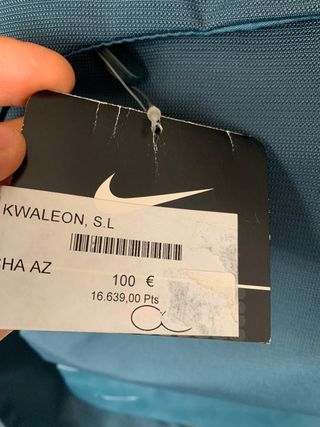 KWALEON, S.L
CHA AZ
100 €
16.639,00 Pts